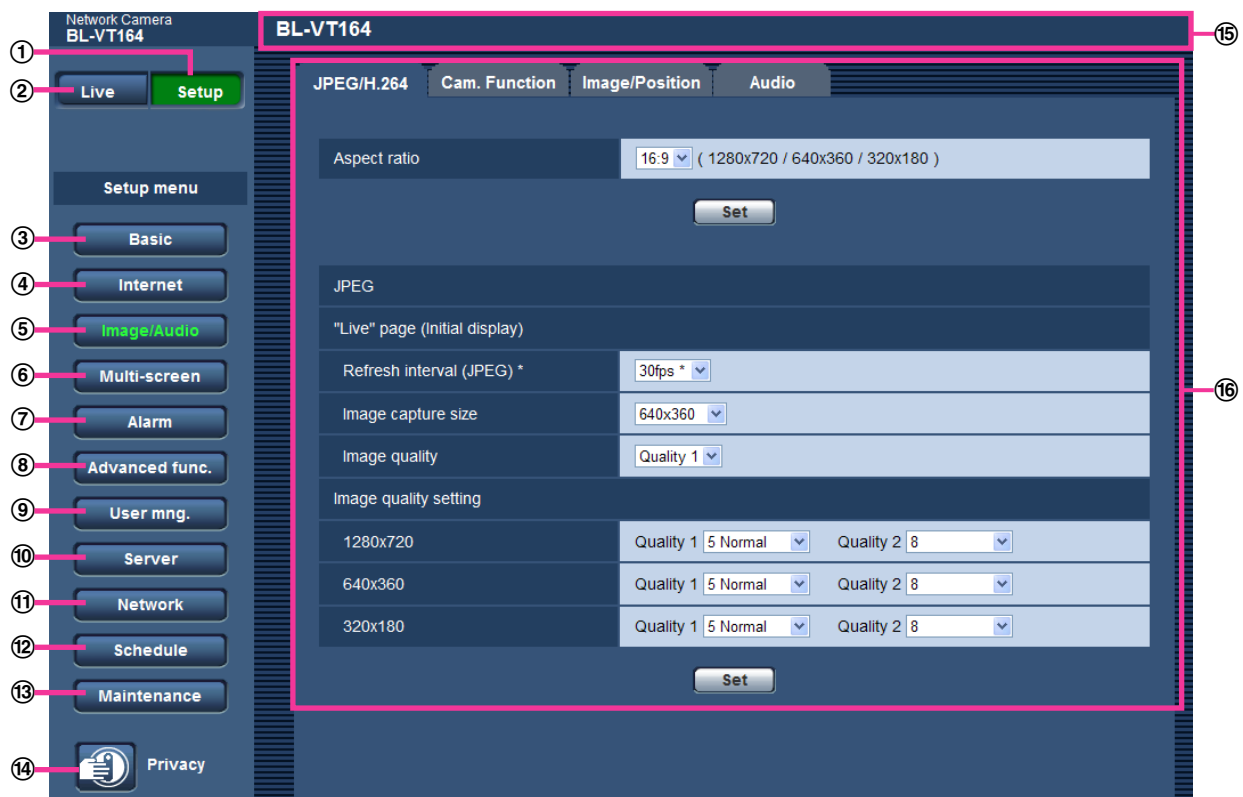 Network Camera
BL-VT164
BL-VT164
⑮
①
②
Live Setup
JPEG/H.264 Cam. Function Image/Position Audio
Aspect ratio 16:9 ( 1280x720 / 640x360 / 320x180 )
Set
Setup menu
③ Basic
④ Internet
⑤ Image/Audio
⑥ Multi-screen
⑦ Alarm
⑧ Advanced func.
⑨ User mng.
⑩ Server
⑪ Network
⑫ Schedule
⑬ Maintenance
⑭ Privacy
JPEG
"Live" page (Initial display)
Refresh interval (JPEG) * 30fps *
⑯
Image capture size 640x360
Image quality Quality 1
Image quality setting
1280x720 Quality 1 5 Normal Quality 2 8
640x360 Quality 1 5 Normal Quality 2 8
320x180 Quality 1 5 Normal Quality 2 8
Set